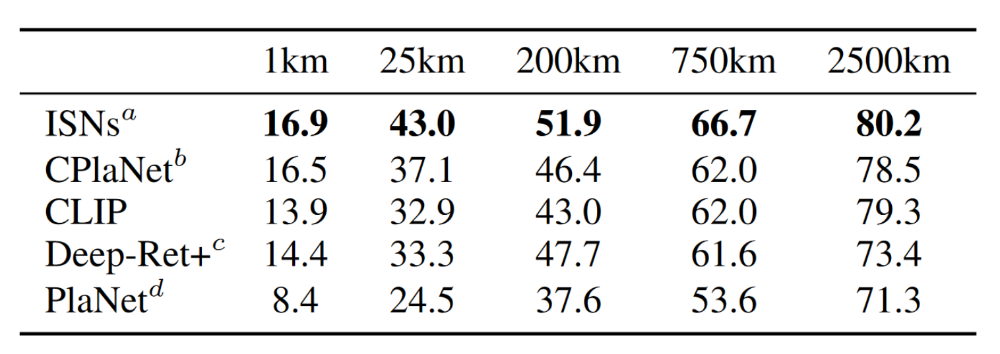 1km 25km 200km 750km 2500km
ISNsᵃ 16.9 43.0 51.9 66.7 80.2
CPlaNetᵇ 16.5 37.1 46.4 62.0 78.5
CLIP 13.9 32.9 43.0 62.0 79.3
Deep-Ret+ᶜ 14.4 33.3 47.7 61.6 73.4
PlaNetᵈ 8.4 24.5 37.6 53.6 71.3